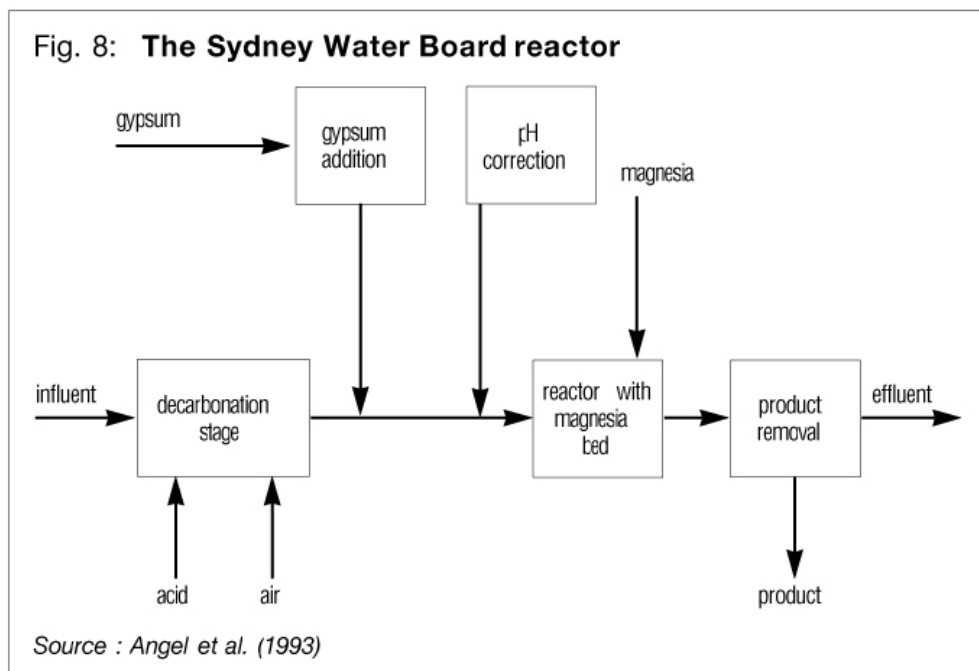 Fig. 8: The Sydney Water Board reactor
gypsum
gypsum
addition
pH
correction
magnesia
influent
decarbonation
stage
reactor with
magnesia
bed
product
removal
effluent
acid
air
product
Source : Angel et al. (1993)